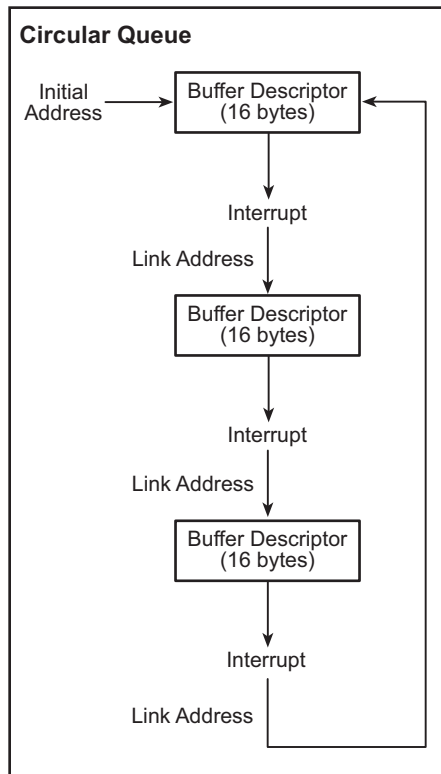 Circular Queue
Initial
Address
Buffer Descriptor
(16 bytes)
Interrupt
Link Address
Buffer Descriptor
(16 bytes)
Interrupt
Link Address
Buffer Descriptor
(16 bytes)
Interrupt
Link Address